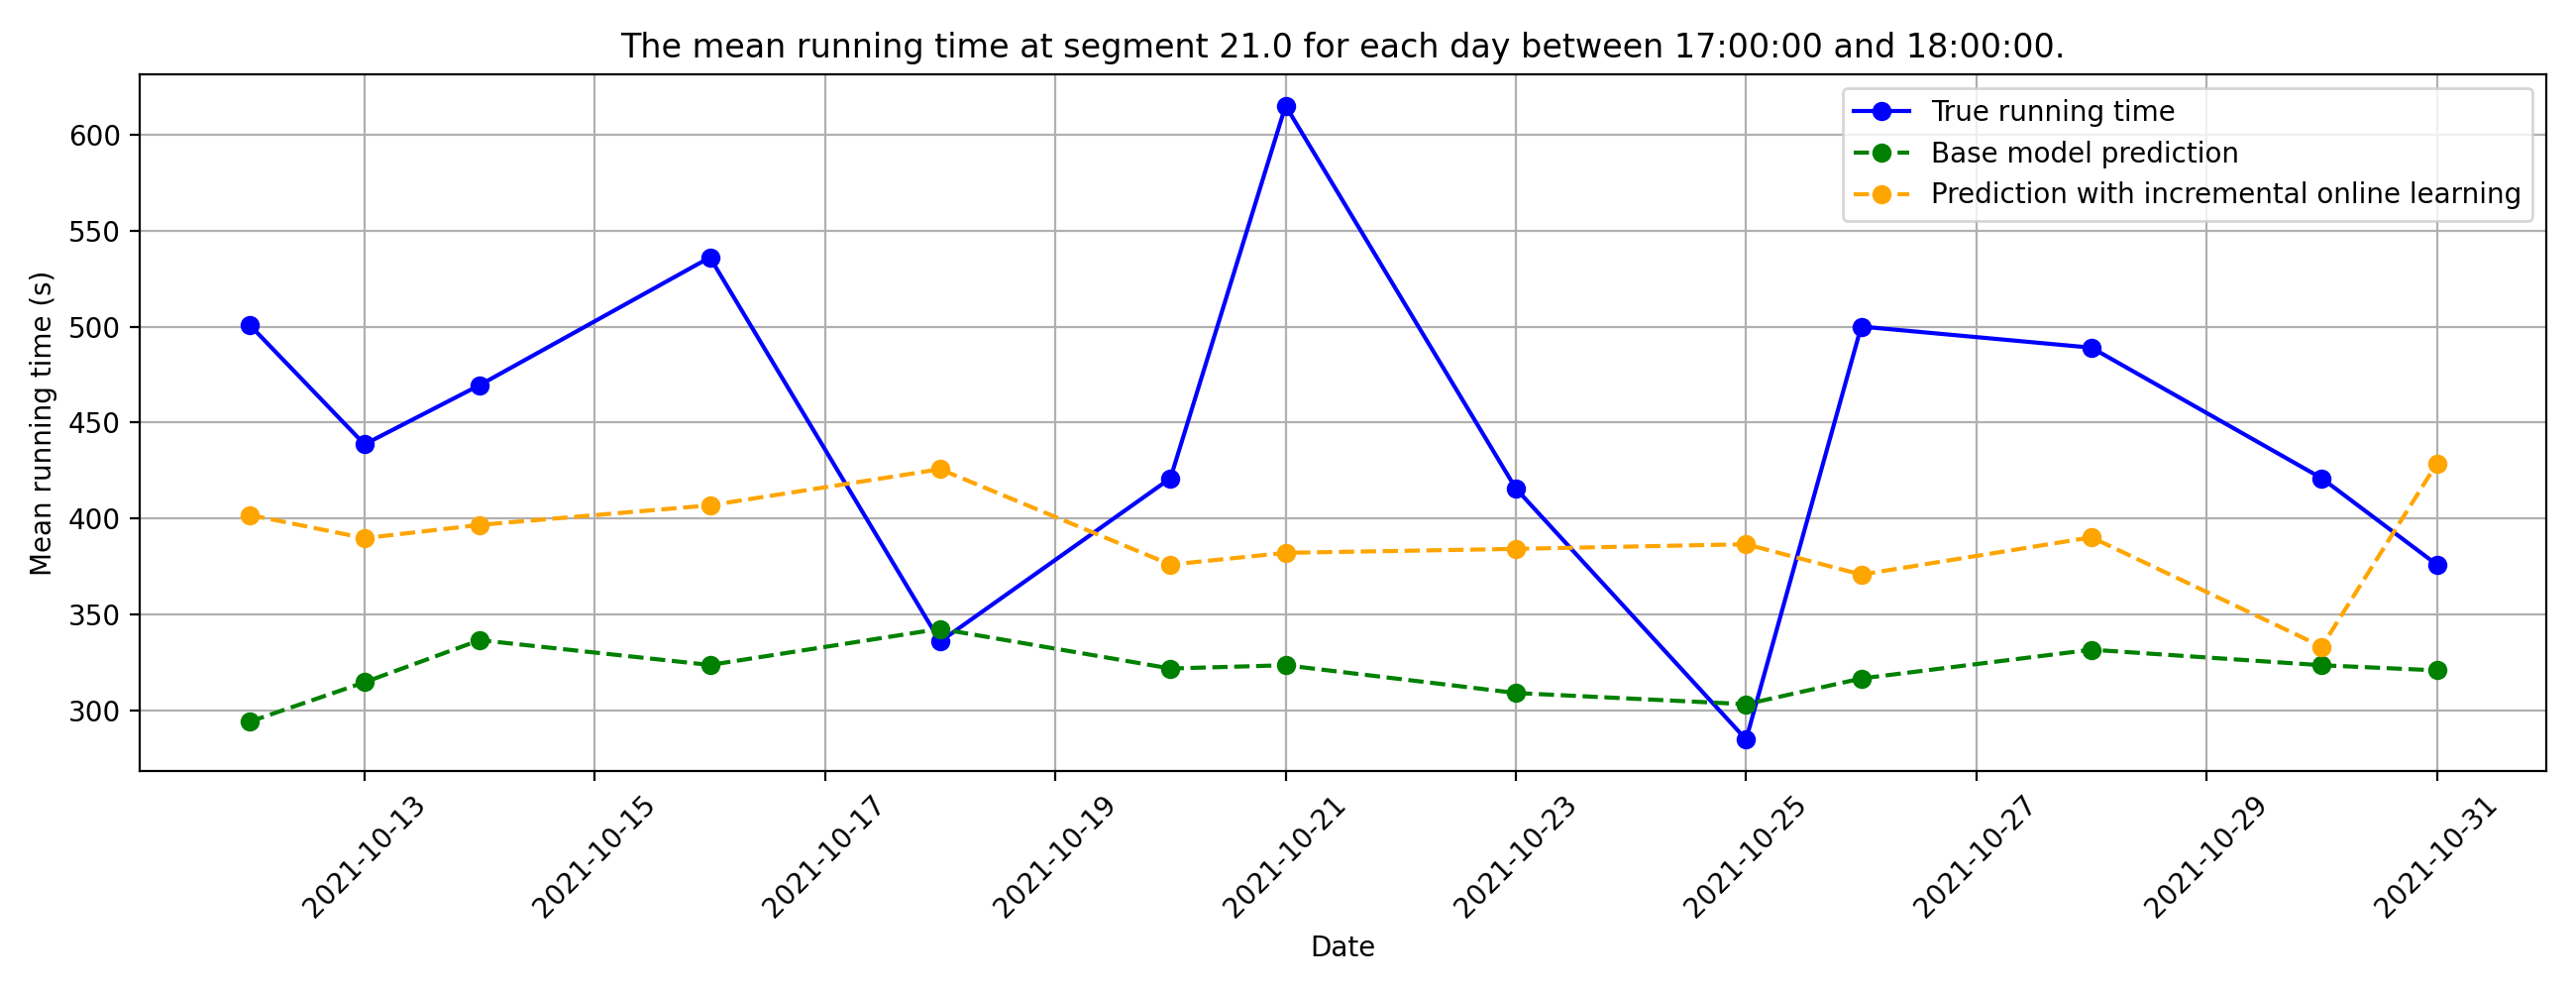 The mean running time at segment 21.0 for each day between 17:00:00 and 18:00:00.
True running time
Base model prediction
Prediction with incremental online learning
Mean running time (s)
600
550
500
450
400
350
300
2021-10-13
2021-10-15
2021-10-17
2021-10-19
2021-10-21
2021-10-23
2021-10-25
2021-10-27
2021-10-29
2021-10-31
Date